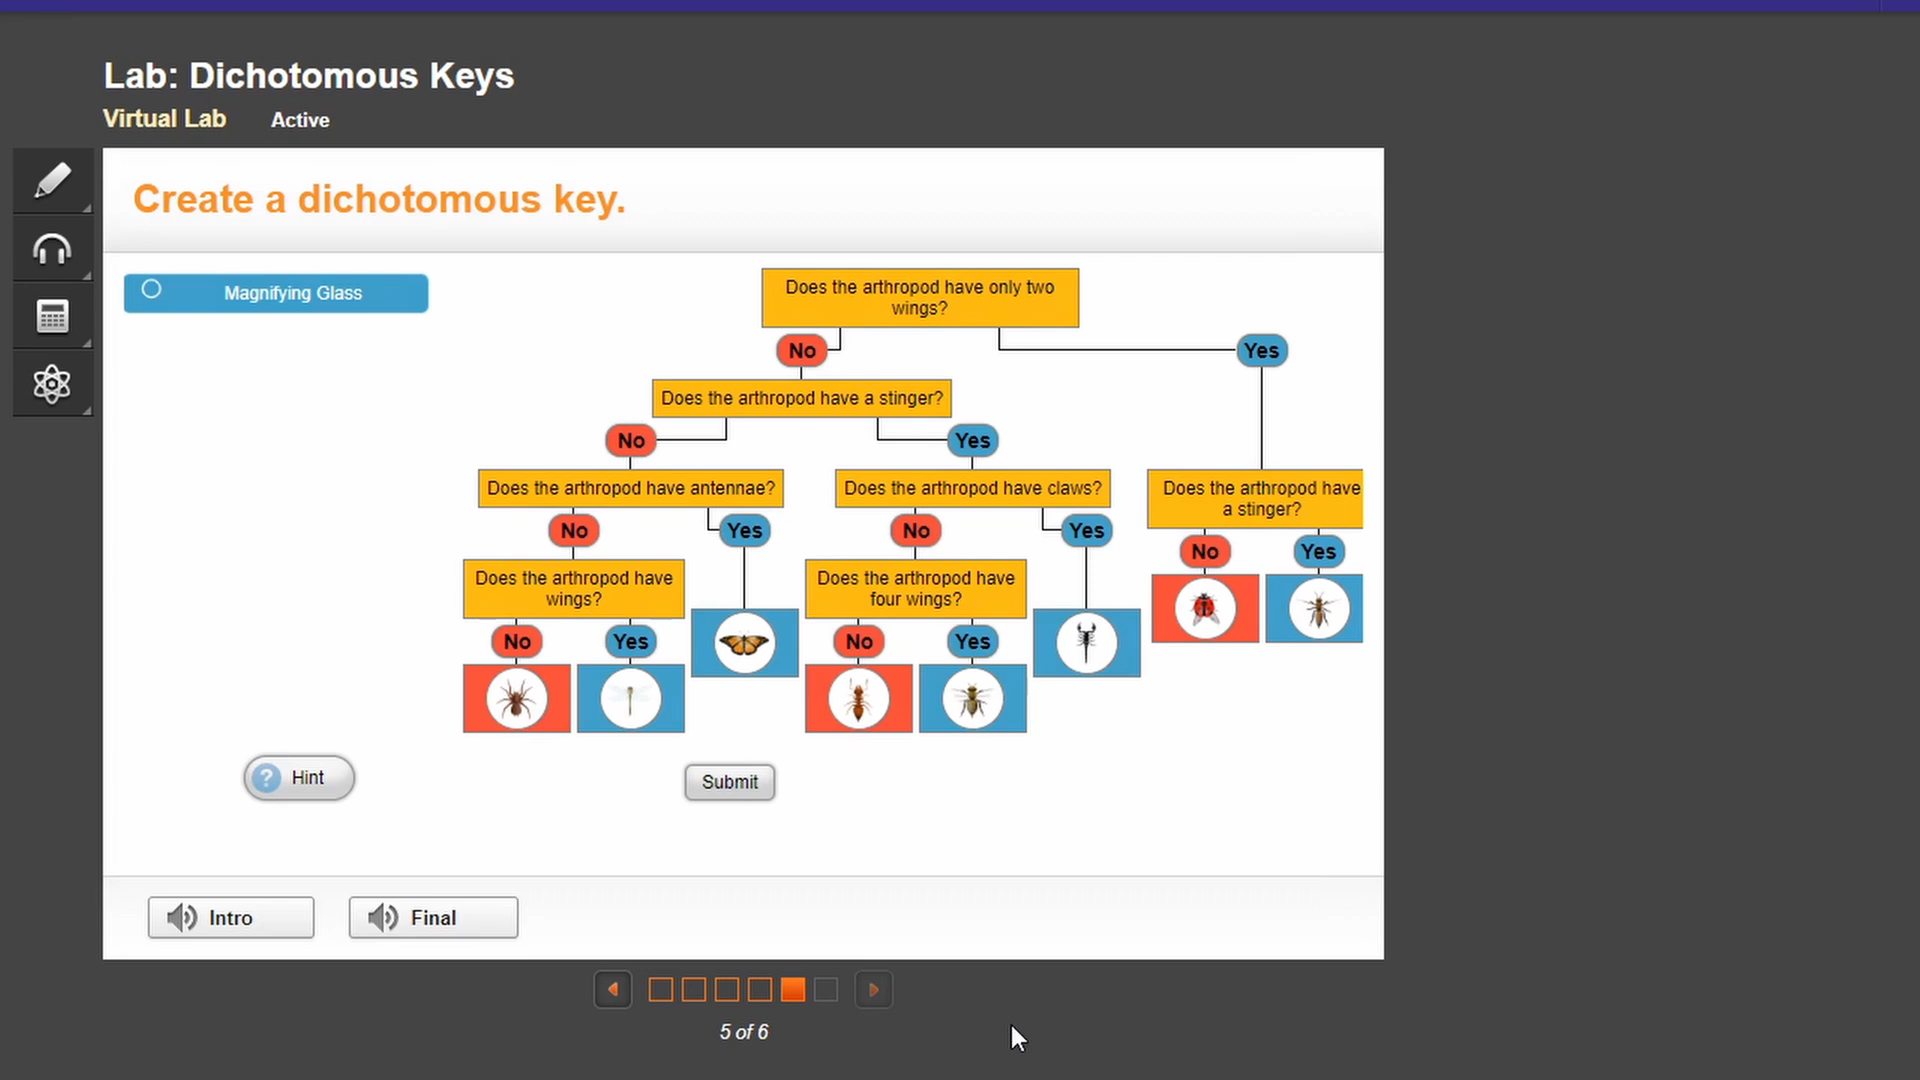 Lab: Dichotomous Keys
Virtual Lab Active
Create a dichotomous key.
Magnifying Glass
Does the arthropod have only two
wings?
No
Yes
Does the arthropod have a stinger?
No
Yes
Does the arthropod have antennae?
Does the arthropod have claws?
Does the arthropod have
a stinger?
No
Yes
No
Yes
No
Yes
Does the arthropod have
wings?
Does the arthropod have
four wings?
No
Yes
No
Yes
? Hint
Submit
Intro
Final
5 of 6